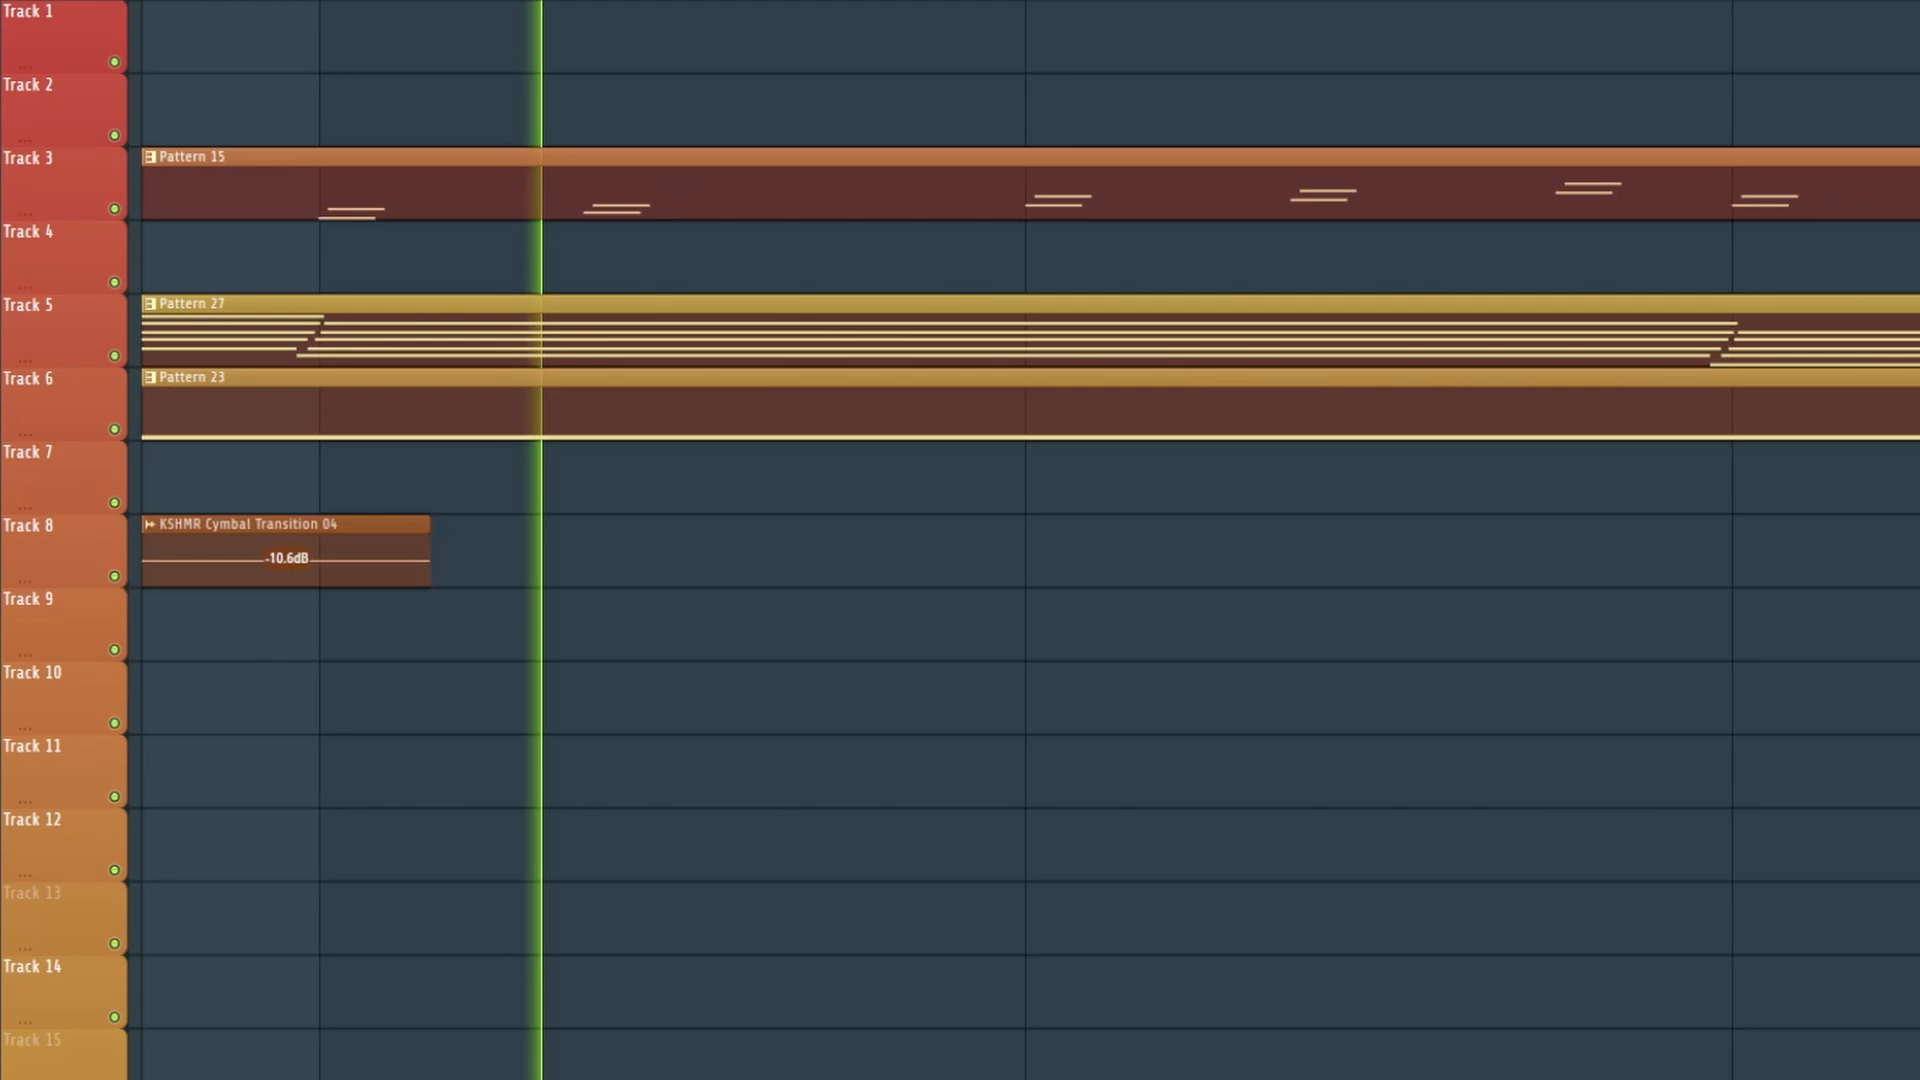 Track 1
Track 2
Track 3
Pattern 15
Track 4
Track 5
Pattern 27
Track 6
Pattern 23
Track 7
Track 8
KSHMR Cymbal Transition 04
-10.6dB
Track 9
Track 10
Track 11
Track 12
Track 13
Track 14
Track 15